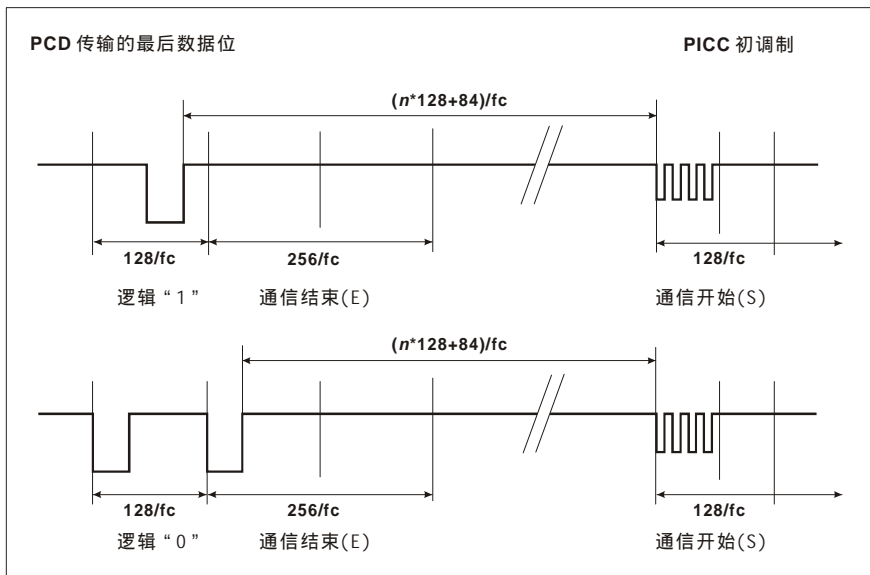 PCD 传输的最后数据位 PICC 初调制
(n*128+84)/fc
128/fc 256/fc 128/fc
逻辑“1” 通信结束(E) 通信开始(S)
(n*128+84)/fc
128/fc 256/fc 128/fc
逻辑“0” 通信结束(E) 通信开始(S)